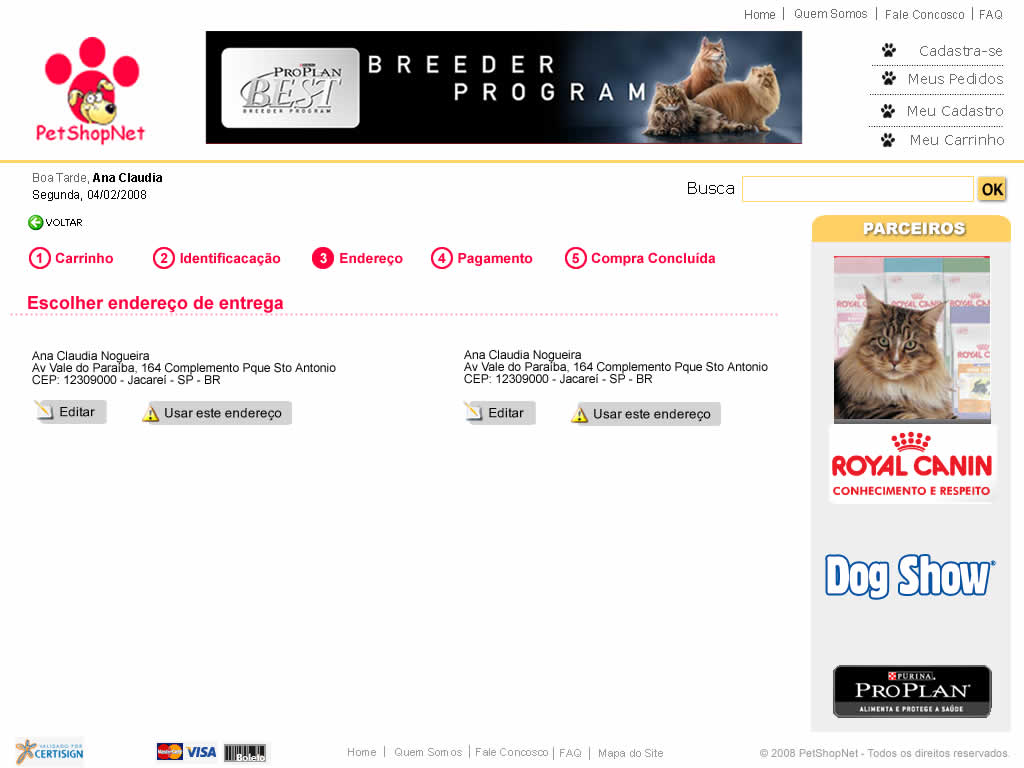 Home | Quem Somos | Fale Concosco | FAQ
PetShopNet
PURINA
PROPLAN
BEST
BREEDER PROGRAM
BREEDER
PROGRAM
Cadastra-se
Meus Pedidos
Meu Cadastro
Meu Carrinho
Boa Tarde, Ana Claudia
Segunda, 04/02/2008
Busca
OK
VOLTAR
1 Carrinho 2 Identificacação 3 Endereço 4 Pagamento 5 Compra Concluída
Escolher endereço de entrega
Ana Claudia Nogueira
Av Vale do Paraíba, 164 Complemento Pque Sto Antonio
CEP: 12309000 - Jacareí - SP - BR
Editar
Usar este endereço
Ana Claudia Nogueira
Av Vale do Paraíba, 164 Complemento Pque Sto Antonio
CEP: 12309000 - Jacareí - SP - BR
Editar
Usar este endereço
PARCEIROS
ROYAL CANIN
ROYAL
ROYAL C
ROYAL CANIN
CONHECIMENTO E RESPEITO
Dog Show®
PURINA
PROPLAN
ALIMENTA E PROTEGE A SAÚDE
VALIDADO POR
CERTISIGN
MasterCard
VISA
Boleto
Home | Quem Somos | Fale Concosco | FAQ | Mapa do Site
© 2008 PetShopNet - Todos os direitos reservados.